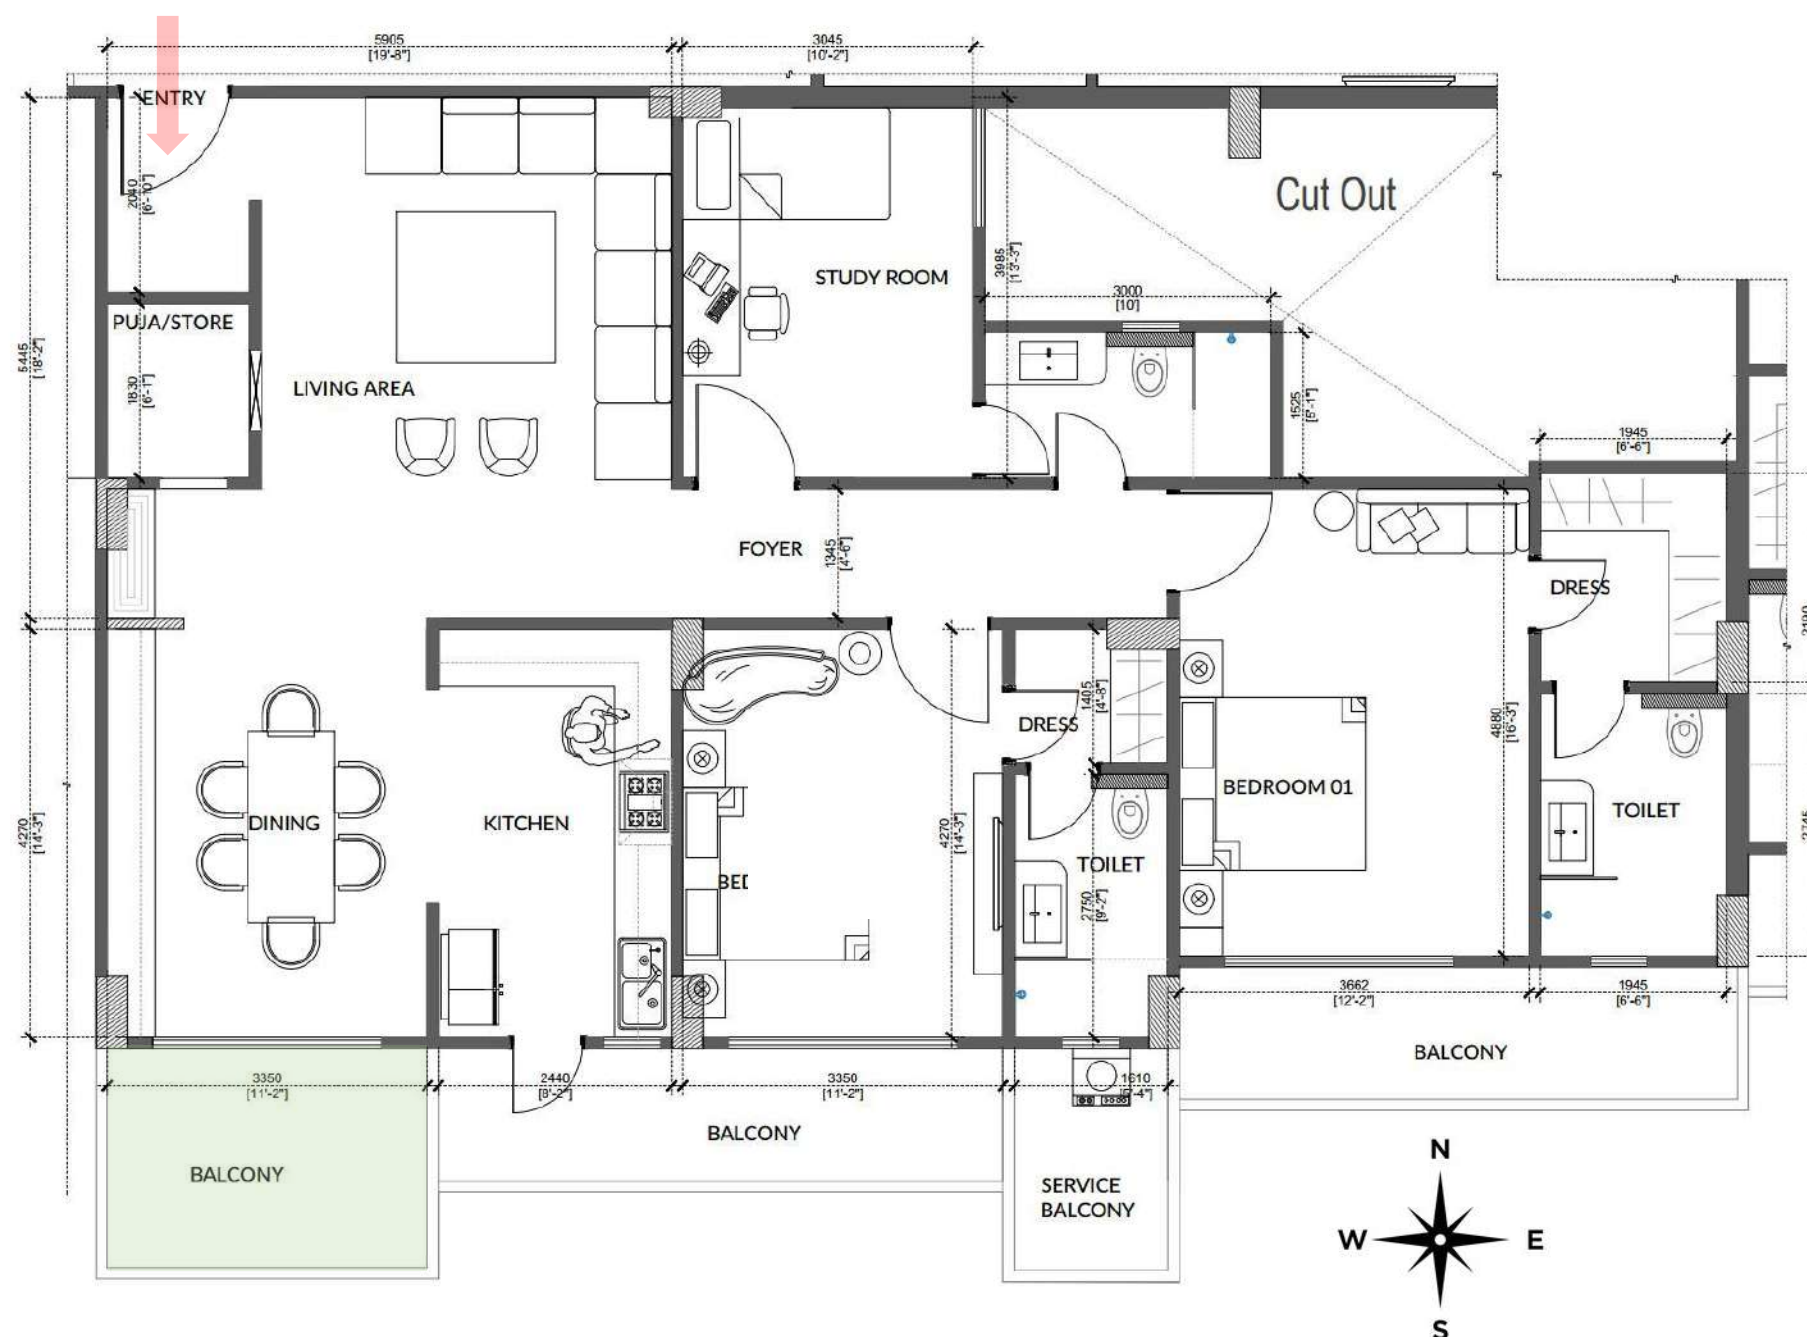 5905
[19'-8"]
3045
[10'-2"]
ENTRY
2040
[6'-10"]
Cut Out
STUDY ROOM
3985
[13'-3"]
3000
[10']
PUJA/STORE
5445
[18'-2"]
1830
[6'-1"]
LIVING AREA
1525
[5'-1"]
1945
[6'-6"]
FOYER
1345
[4'-6"]
DRESS
1405
[4'-8"]
DRESS
4880
[16'-3"]
BEDROOM 01
TOILET
4270
[14'-3"]
DINING
KITCHEN
4270
[14'-3"]
TOILET
BED
2750
[9'-2"]
3662
[12'-2"]
1945
[6'-6"]
BALCONY
3350
[11'-2"]
2440
[8'-2"]
3350
[11'-2"]
1610
BALCONY
BALCONY
SERVICE
BALCONY
N
W
E
S